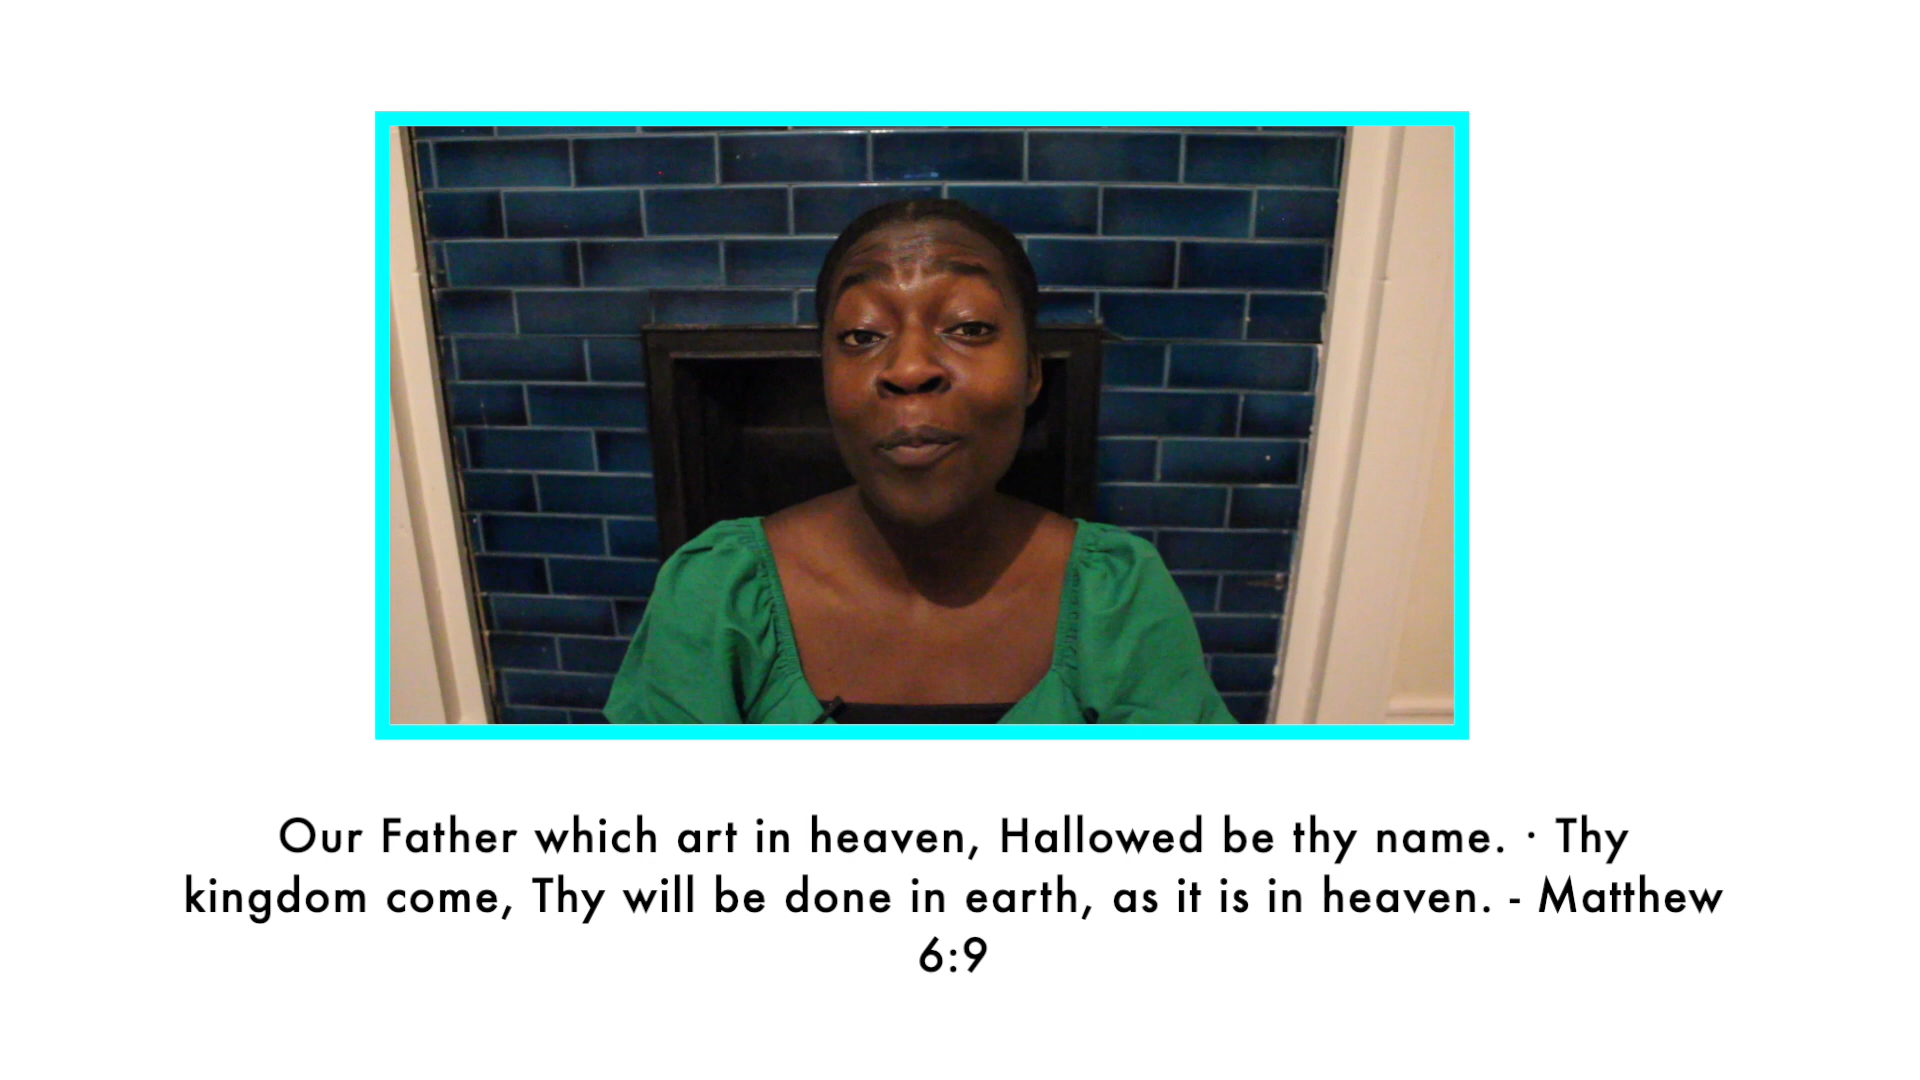 Our Father which art in heaven, Hallowed be thy name. · Thy
kingdom come, Thy will be done in earth, as it is in heaven. - Matthew
6:9